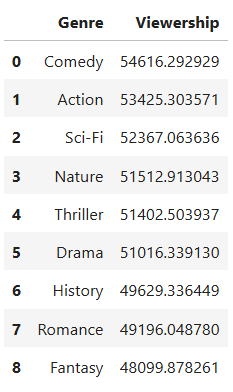 Genre Viewership
0 Comedy 54616.292929
1 Action 53425.303571
2 Sci-Fi 52367.063636
3 Nature 51512.913043
4 Thriller 51402.503937
5 Drama 51016.339130
6 History 49629.336449
7 Romance 49196.048780
8 Fantasy 48099.878261